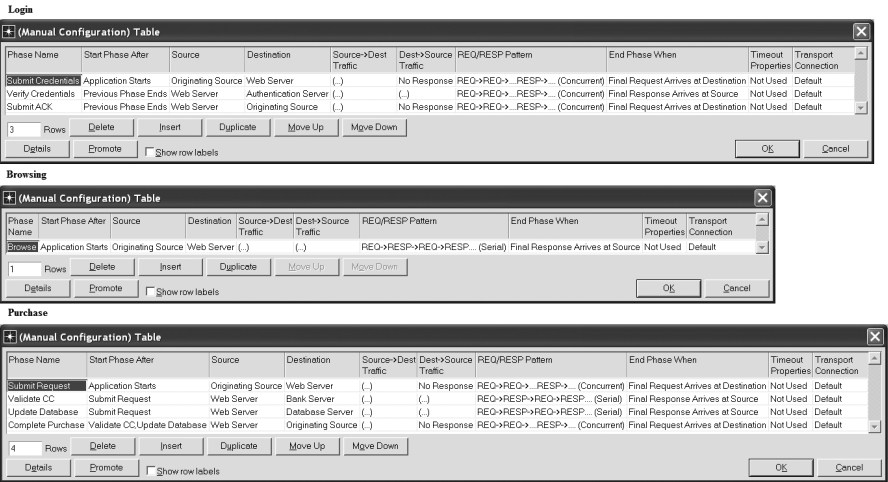 Login
(Manual Configuration) Table
Phase Name Start Phase After Source Destination Source->Dest Traffic Dest->Source Traffic REQ/RESP Pattern End Phase When Timeout Properties Transport Connection
Submit Credentials Application Starts Originating Source Web Server (...) No Response REQ->REQ->...RESP->... (Concurrent) Final Request Arrives at Destination Not Used Default
Verify Credentials Previous Phase Ends Web Server Authentication Server (...) (...) REQ->REQ->...RESP->... (Concurrent) Final Response Arrives at Source Not Used Default
Submit ACK Previous Phase Ends Web Server Originating Source (...) No Response REQ->REQ->...RESP->... (Concurrent) Final Request Arrives at Destination Not Used Default
3 Rows Delete Insert Duplicate Move Up Move Down
Details Promote Show row labels OK Cancel
Browsing
(Manual Configuration) Table
Phase Name Start Phase After Source Destination Source->Dest Traffic Dest->Source Traffic REQ/RESP Pattern End Phase When Timeout Properties Transport Connection
Browse Application Starts Originating Source Web Server (...) (...) REQ->RESP->REQ->RESP... (Serial) Final Response Arrives at Source Not Used Default
1 Rows Delete Insert Duplicate Move Up Move Down
Details Promote Show row labels OK Cancel
Purchase
(Manual Configuration) Table
Phase Name Start Phase After Source Destination Source->Dest Traffic Dest->Source Traffic REQ/RESP Pattern End Phase When Timeout Properties Transport Connection
Submit Request Application Starts Originating Source Web Server (...) No Response REQ->REQ->...RESP->... (Concurrent) Final Request Arrives at Destination Not Used Default
Validate CC Submit Request Web Server Bank Server (...) (...) REQ->RESP->REQ->RESP... (Serial) Final Response Arrives at Source Not Used Default
Update Database Submit Request Web Server Database Server (...) (...) REQ->RESP->REQ->RESP... (Serial) Final Response Arrives at Source Not Used Default
Complete Purchase Validate CC,Update Database Web Server Originating Source (...) No Response REQ->REQ->...RESP->... (Concurrent) Final Request Arrives at Destination Not Used Default
4 Rows Delete Insert Duplicate Move Up Move Down
Details Promote Show row labels OK Cancel